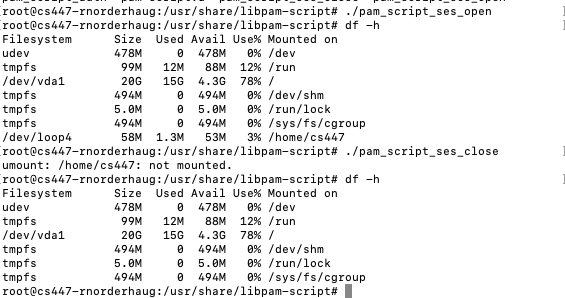 [root@cs447-rnorderhaug:/usr/share/libpam-script# ./pam_script_ses_open ]
[root@cs447-rnorderhaug:/usr/share/libpam-script# df -h ]
Filesystem Size Used Avail Use% Mounted on
udev 478M 0 478M 0% /dev
tmpfs 99M 12M 88M 12% /run
/dev/vda1 20G 15G 4.3G 78% /
tmpfs 494M 0 494M 0% /dev/shm
tmpfs 5.0M 0 5.0M 0% /run/lock
tmpfs 494M 0 494M 0% /sys/fs/cgroup
/dev/loop4 58M 1.3M 53M 3% /home/cs447
[root@cs447-rnorderhaug:/usr/share/libpam-script# ./pam_script_ses_close ]
umount: /home/cs447: not mounted.
[root@cs447-rnorderhaug:/usr/share/libpam-script# df -h ]
Filesystem Size Used Avail Use% Mounted on
udev 478M 0 478M 0% /dev
tmpfs 99M 12M 88M 12% /run
/dev/vda1 20G 15G 4.3G 78% /
tmpfs 494M 0 494M 0% /dev/shm
tmpfs 5.0M 0 5.0M 0% /run/lock
tmpfs 494M 0 494M 0% /sys/fs/cgroup
root@cs447-rnorderhaug:/usr/share/libpam-script#